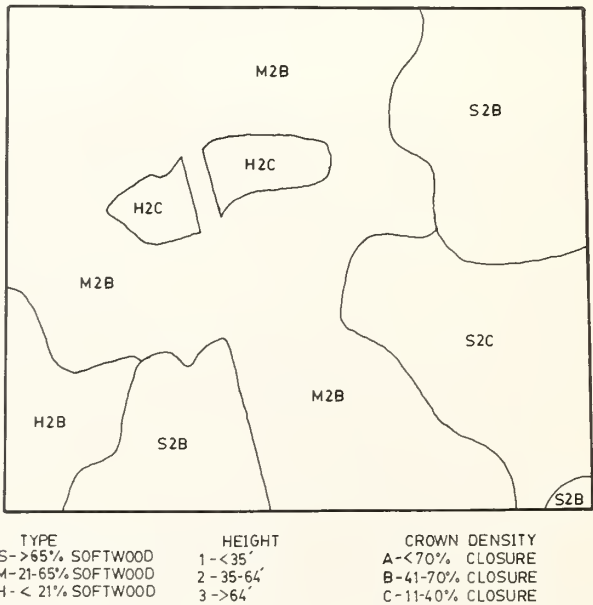 M2B
S2B
H2C
H2C
M2B
S2C
M2B
H2B
S2B
S2B
TYPE HEIGHT CROWN DENSITY
S->65% SOFTWOOD 1-<35´ A-<70% CLOSURE
M-21-65% SOFTWOOD 2-35-64´ B-41-70% CLOSURE
H-< 21% SOFTWOOD 3->64´ C-11-40% CLOSURE